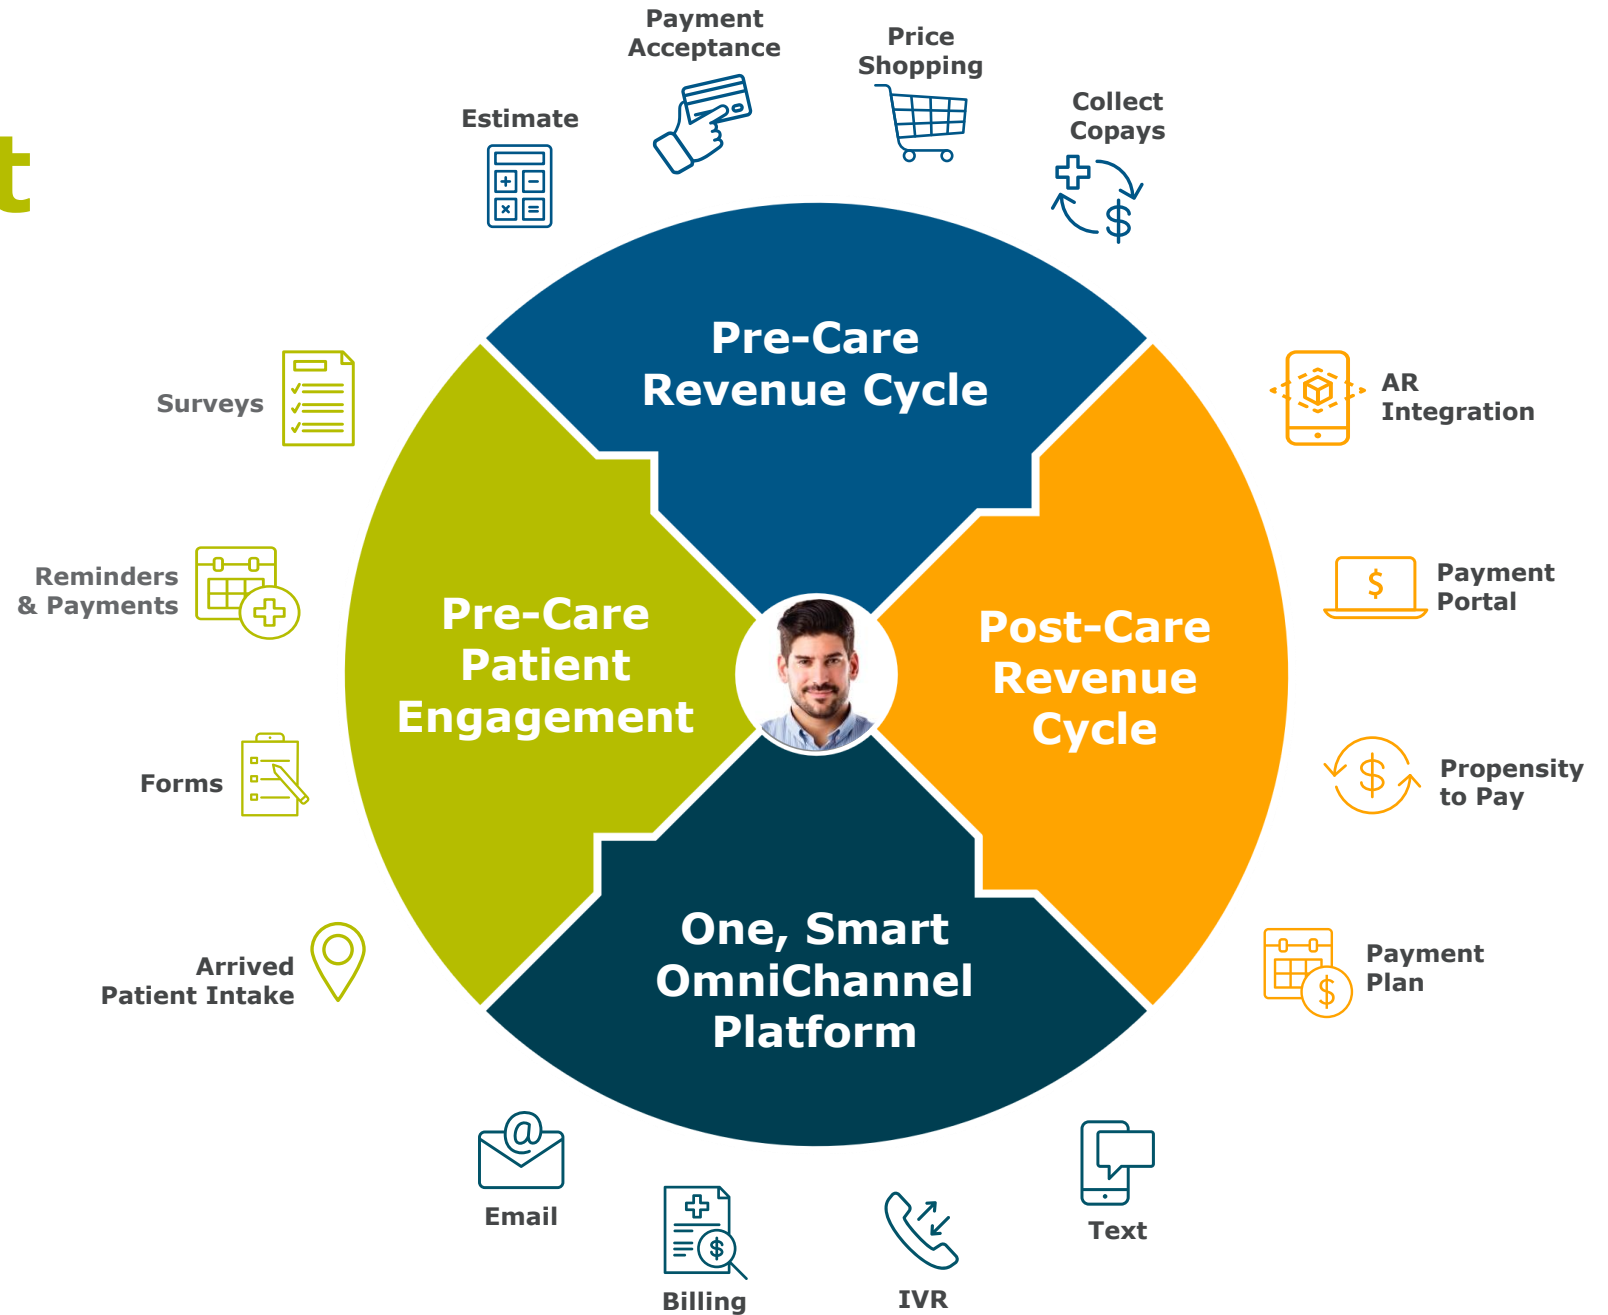 Payment
Acceptance
Price
Shopping
Collect
Copays
Estimate
t
Pre-Care
Revenue Cycle
Surveys
AR
Integration
Reminders
& Payments
Payment
Portal
Pre-Care
Patient
Engagement
Post-Care
Revenue
Cycle
Forms
Propensity
to Pay
One, Smart
OmniChannel
Platform
Arrived
Patient Intake
Payment
Plan
Email
Billing
IVR
Text